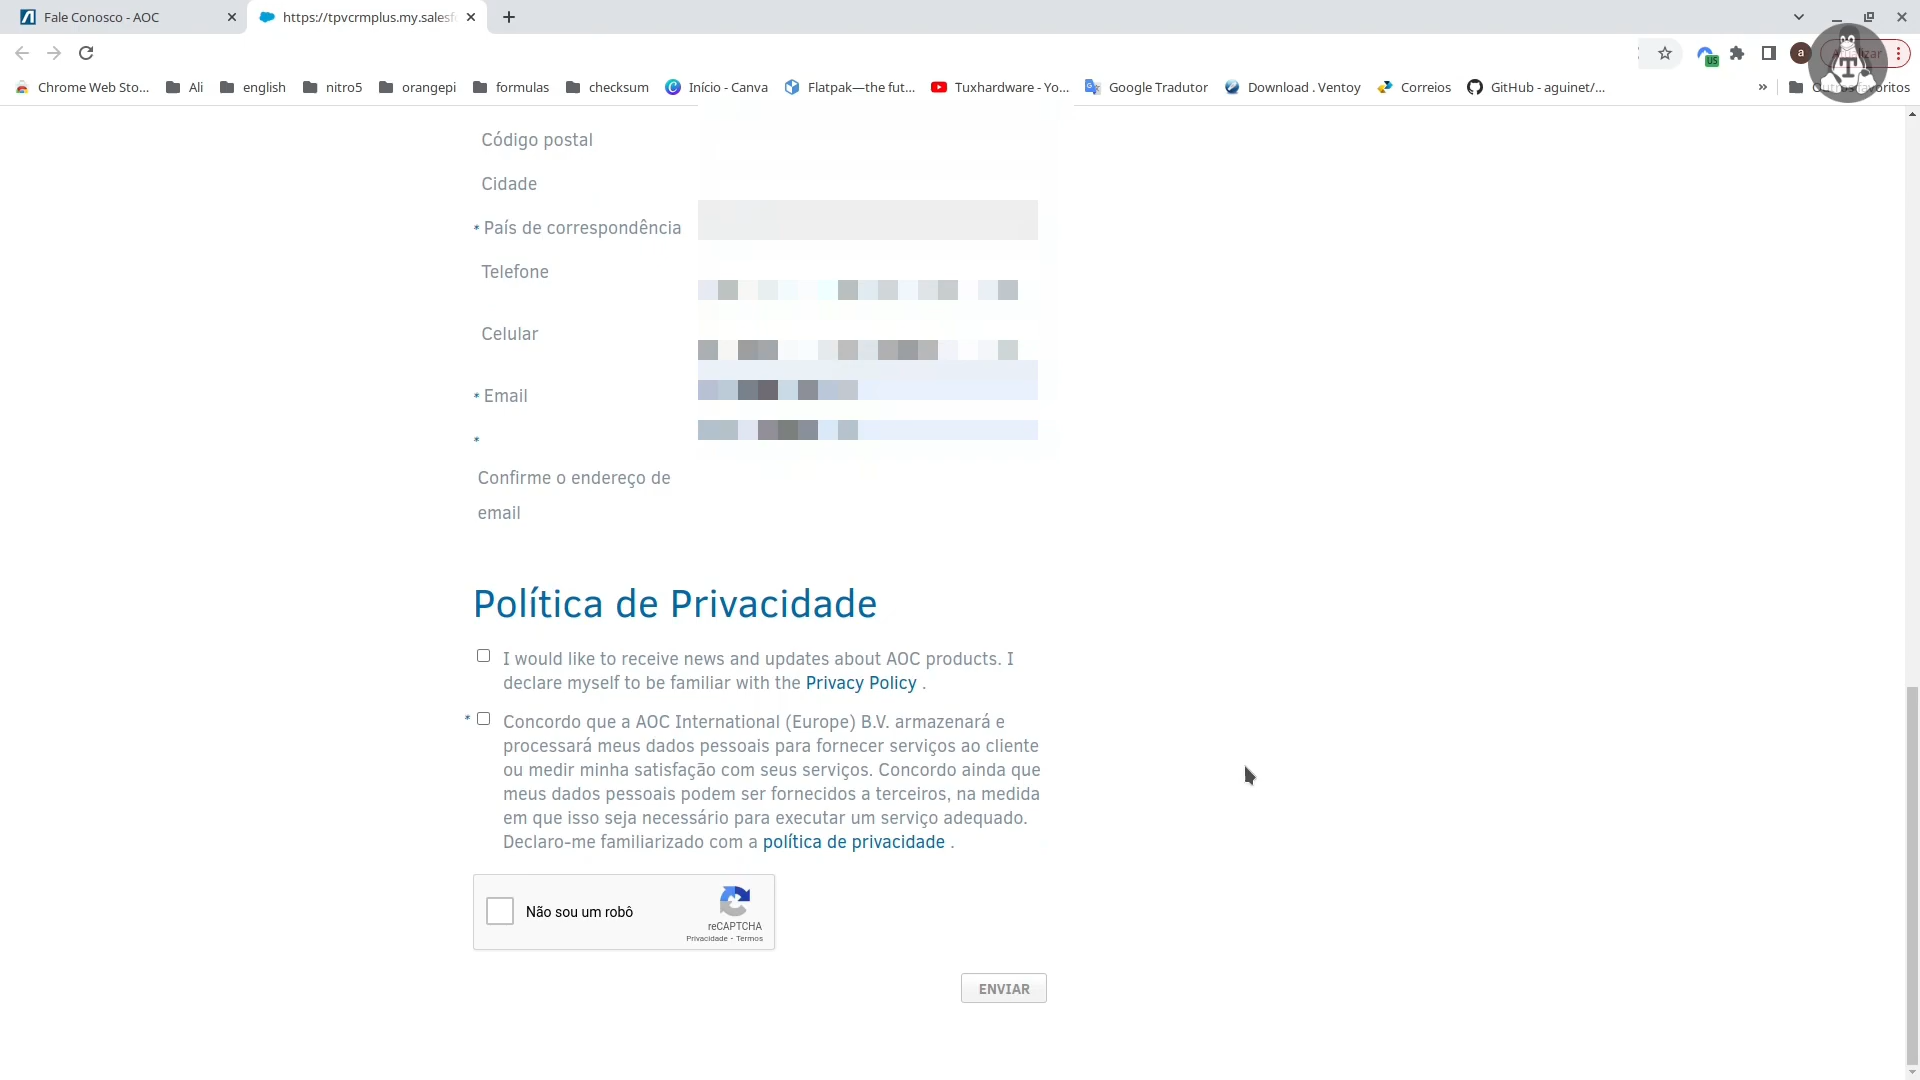 Fale Conosco - AOC
https://tpvcrmplus.my.salesf
Chrome Web Sto...
Ali
english
nitro5
orangepi
formulas
checksum
Início - Canva
Flatpak—the fut...
Tuxhardware - Yo...
Google Tradutor
Download . Ventoy
Correios
GitHub - aguinet/...
»
Outros favoritos
Código postal
Cidade
* País de correspondência
Telefone
Celular
* Email
*
Confirme o endereço de
email
Política de Privacidade
I would like to receive news and updates about AOC products. I
declare myself to be familiar with the Privacy Policy .
* Concordo que a AOC International (Europe) B.V. armazenará e
processará meus dados pessoais para fornecer serviços ao cliente
ou medir minha satisfação com seus serviços. Concordo ainda que
meus dados pessoais podem ser fornecidos a terceiros, na medida
em que isso seja necessário para executar um serviço adequado.
Declaro-me familiarizado com a política de privacidade .
Não sou um robô
reCAPTCHA
Privacidade - Termos
ENVIAR